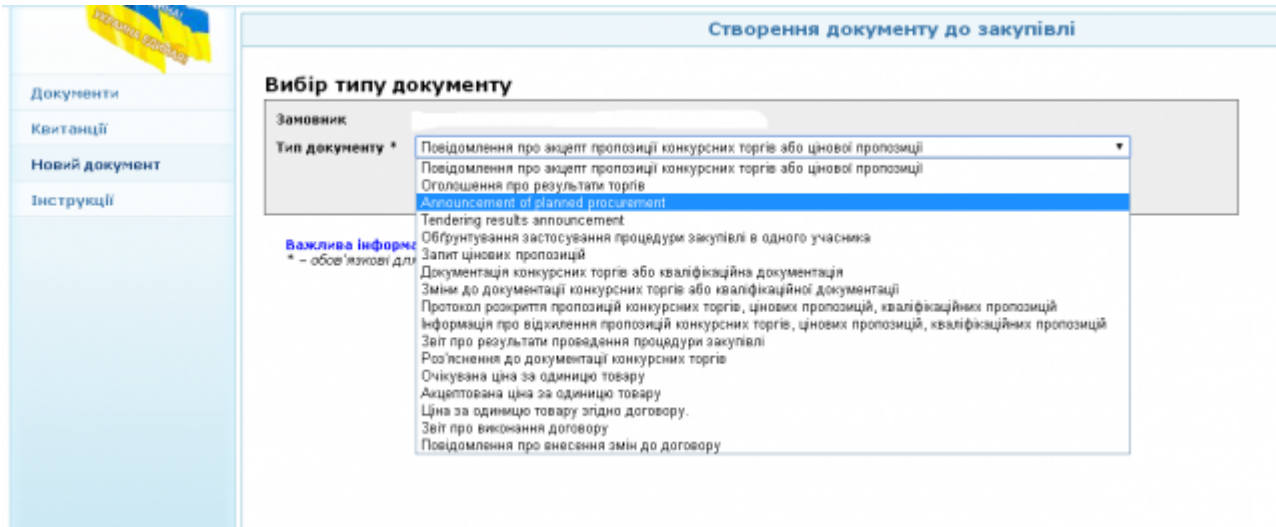 УКРАИНА ЕДИНАЯ!
Створення документу до закупівлі
Документи
Квитанції
Новий документ
Інструкції
Вибір типу документу
Замовник
Тип документу *
Повідомлення про акцепт пропозиції конкурсних торгів або цінової пропозиції
Повідомлення про акцепт пропозиції конкурсних торгів або цінової пропозиції
Оголошення про результати торгів
Announcement of planned procurement
Tendering results announcement
Обґрунтування застосування процедури закупівлі в одного учасника
Запит цінових пропозицій
Документація конкурсних торгів або кваліфікаційна документація
Зміни до документації конкурсних торгів або кваліфікаційної документації
Протокол розкриття пропозицій конкурсних торгів, цінових пропозицій, кваліфікаційних пропозицій
Інформація про відхилення пропозицій конкурсних торгів, цінових пропозицій, кваліфікаційних пропозицій
Звіт про результати проведення процедури закупівлі
Роз'яснення до документації конкурсних торгів
Очікувана ціна за одиницю товару
Акцептована ціна за одиницю товару
Ціна за одиницю товару згідно договору.
Звіт про виконання договору
Повідомлення про внесення змін до договору
Важлива інформа
* – обов'язкові для